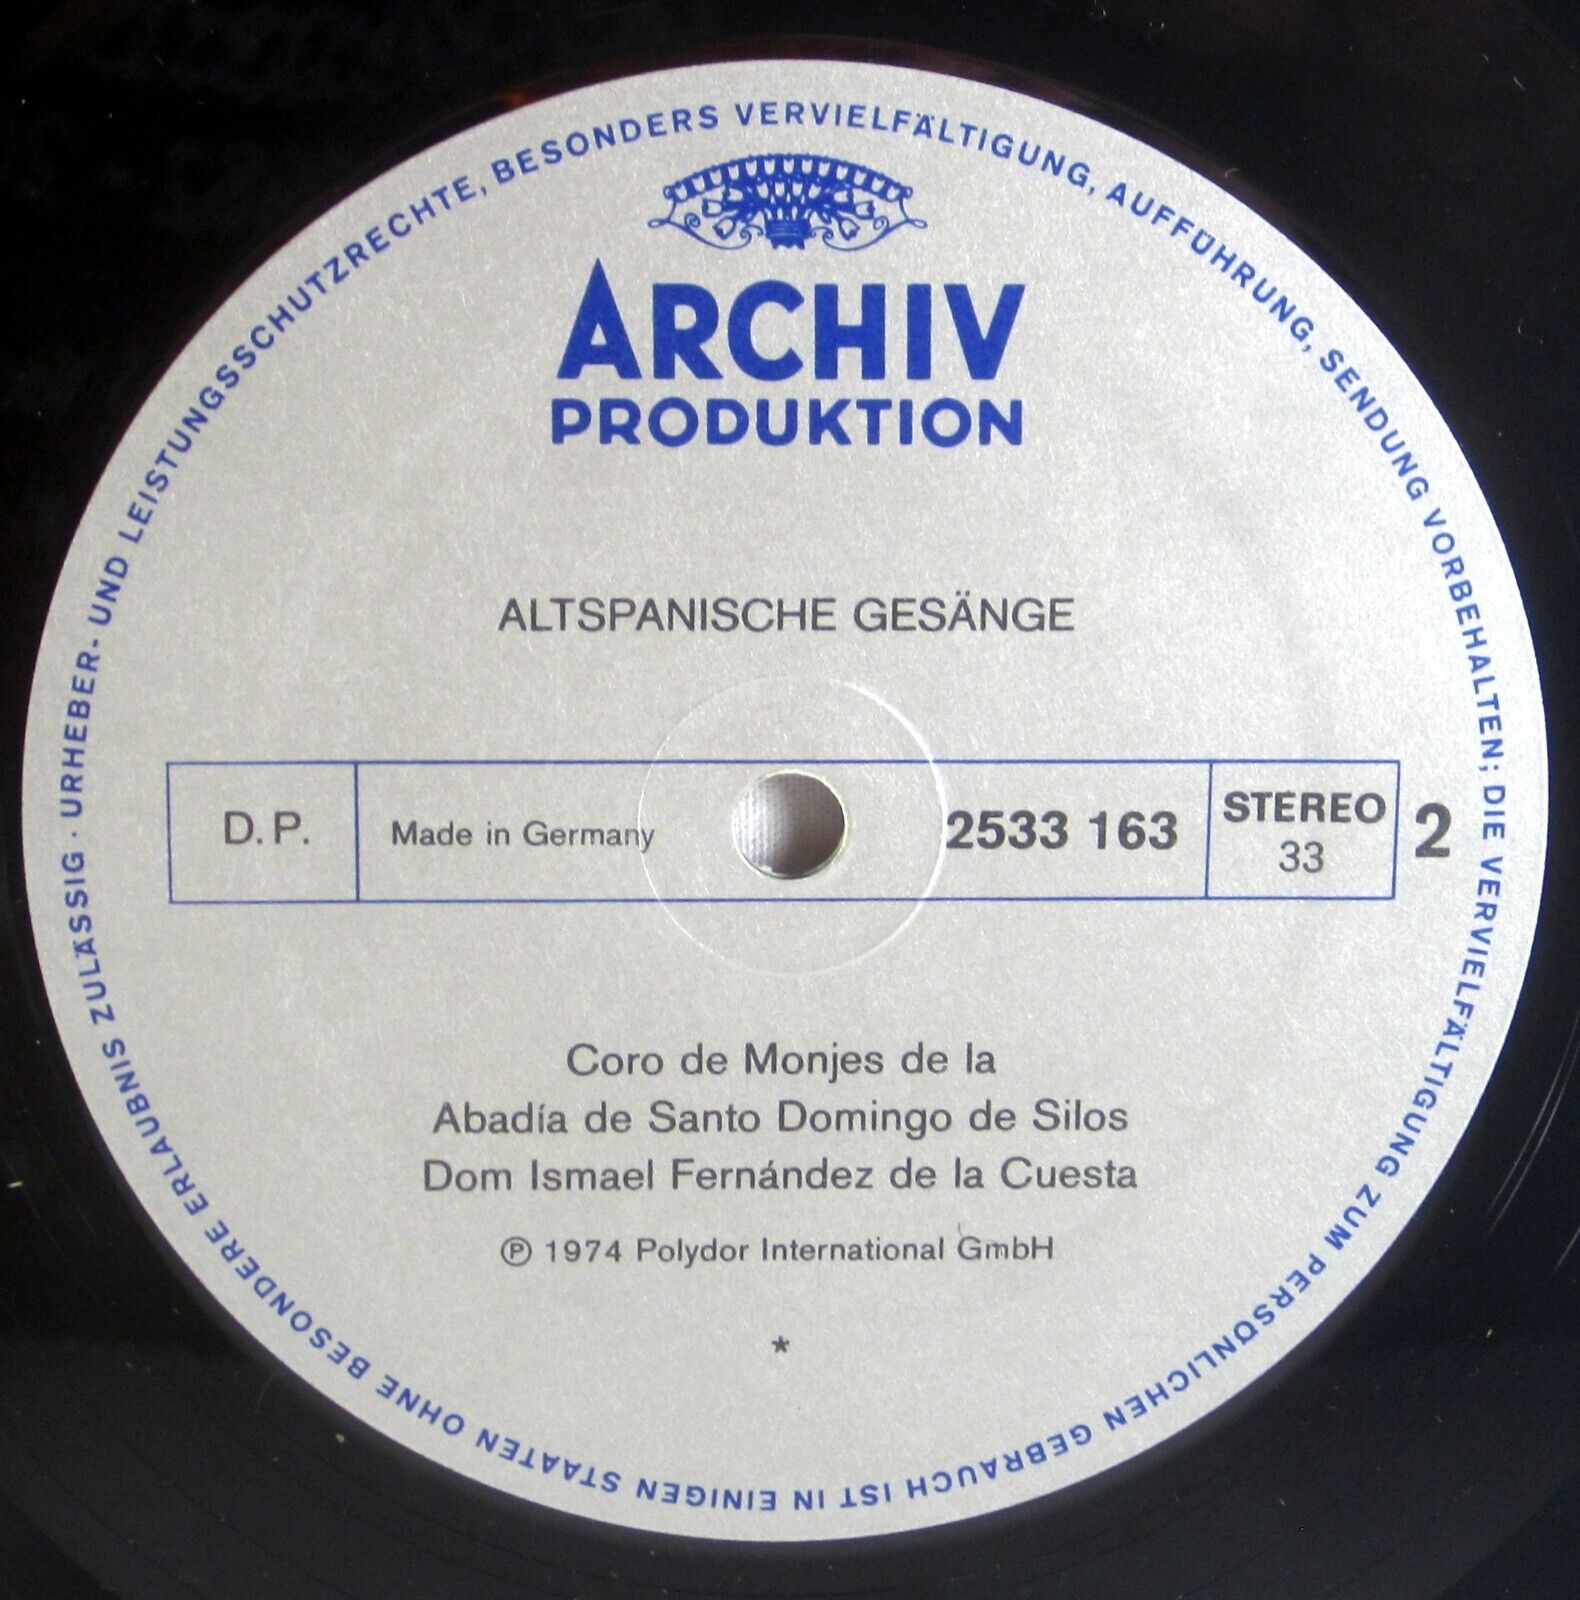 URHEBER- UND LEISTUNGSSCHUTZRECHTE, BESONDERS VERVIELFÄLTIGUNG, AUFFÜHRUNG, SENDUNG VORBEHALTEN; DIE VERVIELFÄLTIGUNG ZUM PERSÖNLICHEN GEBRAUCH IST IN EINIGEN STAATEN OHNE BESONDERE ERLAUBNIS ZULÄSSIG ·
ARCHIV
PRODUKTION
ALTSPANISCHE GESÄNGE
D.P. Made in Germany 2533 163 STEREO 2
33
Coro de Monjes de la
Abadía de Santo Domingo de Silos
Dom Ismael Fernández de la Cuesta
℗ 1974 Polydor International GmbH
*